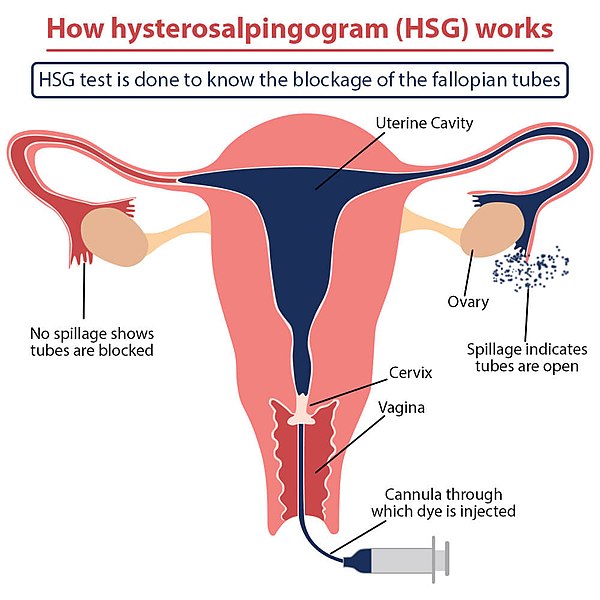 How hysterosalpingogram (HSG) works
HSG test is done to know the blockage of the fallopian tubes
Uterine Cavity
Ovary
No spillage shows
tubes are blocked
Spillage indicates
tubes are open
Cervix
Vagina
Cannula through
which dye is injected